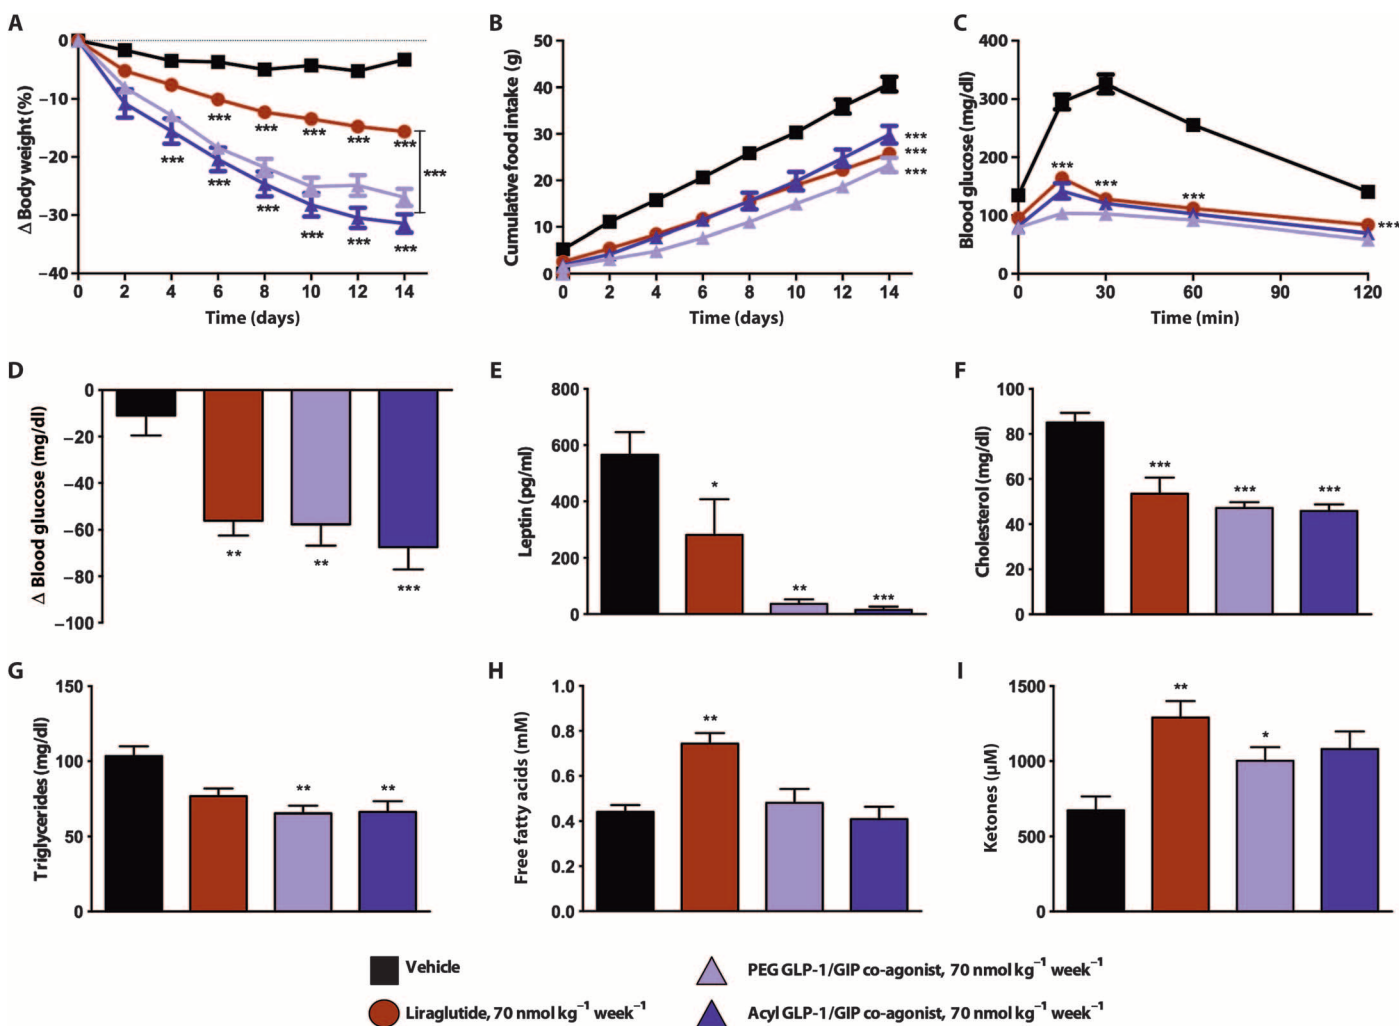 A
Δ Body weight (%)
0
−10
−20
−30
−40
***
***
***
***
***
***
***
***
***
***
***
***
0 2 4 6 8 10 12 14
Time (days)
B
Cumulative food intake (g)
50
40
30
20
10
0
***
***
***
0 2 4 6 8 10 12 14
Time (days)
C
Blood glucose (mg/dl)
400
300
200
100
0
***
***
***
***
0 30 60 90 120
Time (min)
D
Δ Blood glucose (mg/dl)
0
−20
−40
−60
−80
−100
**
**
***
E
Leptin (pg/ml)
800
600
400
200
0
*
**
***
F
Cholesterol (mg/dl)
100
80
60
40
20
0
***
***
***
G
Triglycerides (mg/dl)
150
100
50
0
**
**
H
Free fatty acids (mM)
1.0
0.8
0.6
0.4
0.2
0.0
**
I
Ketones (μM)
1500
1000
500
0
**
*
Vehicle
Liraglutide, 70 nmol kg⁻¹ week⁻¹
PEG GLP-1/GIP co-agonist, 70 nmol kg⁻¹ week⁻¹
Acyl GLP-1/GIP co-agonist, 70 nmol kg⁻¹ week⁻¹